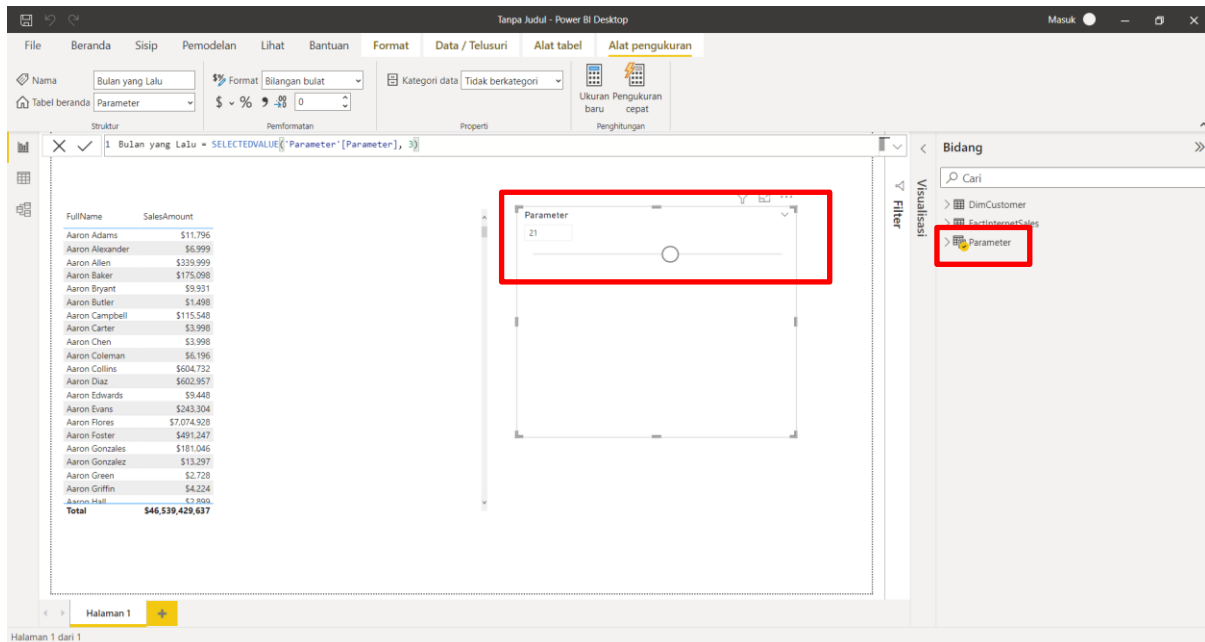 Tanpa Judul - Power BI Desktop
Masuk
File Beranda Sisip Pemodelan Lihat Bantuan Format Data / Telusuri Alat tabel Alat pengukuran
Nama Bulan yang Lalu
Tabel beranda Parameter
Struktur
$% Format Bilangan bulat
$ % 9 .00 0
Pemformatan
Kategori data Tidak berkategori
Properti
Ukuran baru
Pengukuran cepat
Penghitungan
1 Bulan yang Lalu = SELECTEDVALUE('Parameter'[Parameter], 3)
FullName SalesAmount
Aaron Adams $11,796
Aaron Alexander $6,999
Aaron Allen $339,999
Aaron Baker $175,098
Aaron Bryant $9,931
Aaron Butler $1,498
Aaron Campbell $115,548
Aaron Carter $3,998
Aaron Chen $3,998
Aaron Coleman $6,196
Aaron Collins $604,732
Aaron Diaz $602,957
Aaron Edwards $9,448
Aaron Evans $243,304
Aaron Flores $7,074,928
Aaron Foster $491,247
Aaron Gonzales $181,046
Aaron Gonzalez $13,297
Aaron Green $2,728
Aaron Griffin $4,224
Aaron Hall $2,899
Total $46,539,429,637
Parameter
21
Filter
Visualisasi
Bidang
Cari
DimCustomer
FactInternetSales
Parameter
Halaman 1
Halaman 1 dari 1